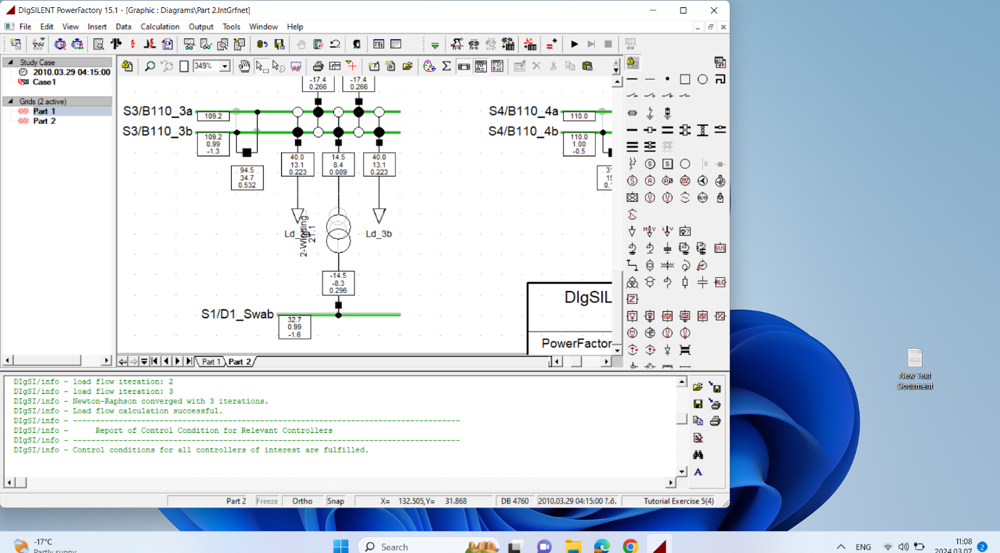 DIgSILENT PowerFactory 15.1 - [Graphic : Diagrams\Part 2.IntGrfnet]
File Edit View Insert Data Calculation Output Tools Window Help
Study Case
2010.03.29 04:15:00
Case1
Grids (2 active)
Part 1
Part 2
349%
-17.4
0.266
-17.4
0.266
S3/B110_3a
109.2
S3/B110_3b
109.2
0.99
-1.3
94.5
34.7
0.532
40.0
13.1
0.223
14.5
8.4
0.089
40.0
13.1
0.223
Ld_3b
2-Winding..
-14.5
-8.3
0.296
S1/D1_Swab
32.7
0.99
-1.6
S4/B110_4a
110.0
S4/B110_4b
110.0
1.00
-0.5
DIgSIL
PowerFactor
Part 1 Part 2
DIgSI/info - load flow iteration: 2
DIgSI/info - load flow iteration: 3
DIgSI/info - Newton-Raphson converged with 3 iterations.
DIgSI/info - Load flow calculation successful.
DIgSI/info - --------------------------------------------------------------------------------
DIgSI/info - Report of Control Condition for Relevant Controllers
DIgSI/info - --------------------------------------------------------------------------------
DIgSI/info - Control conditions for all controllers of interest are fulfilled.
Part 2 Freeze Ortho Snap X= 132.505,Y= 31.868 DB 4760 2010.03.29 04:15:00 ?.õ. Tutorial Exercise 5(4)
New Text
Document
-17°C
Partly sunny
Search
ENG
11:08
2024.03.07
2